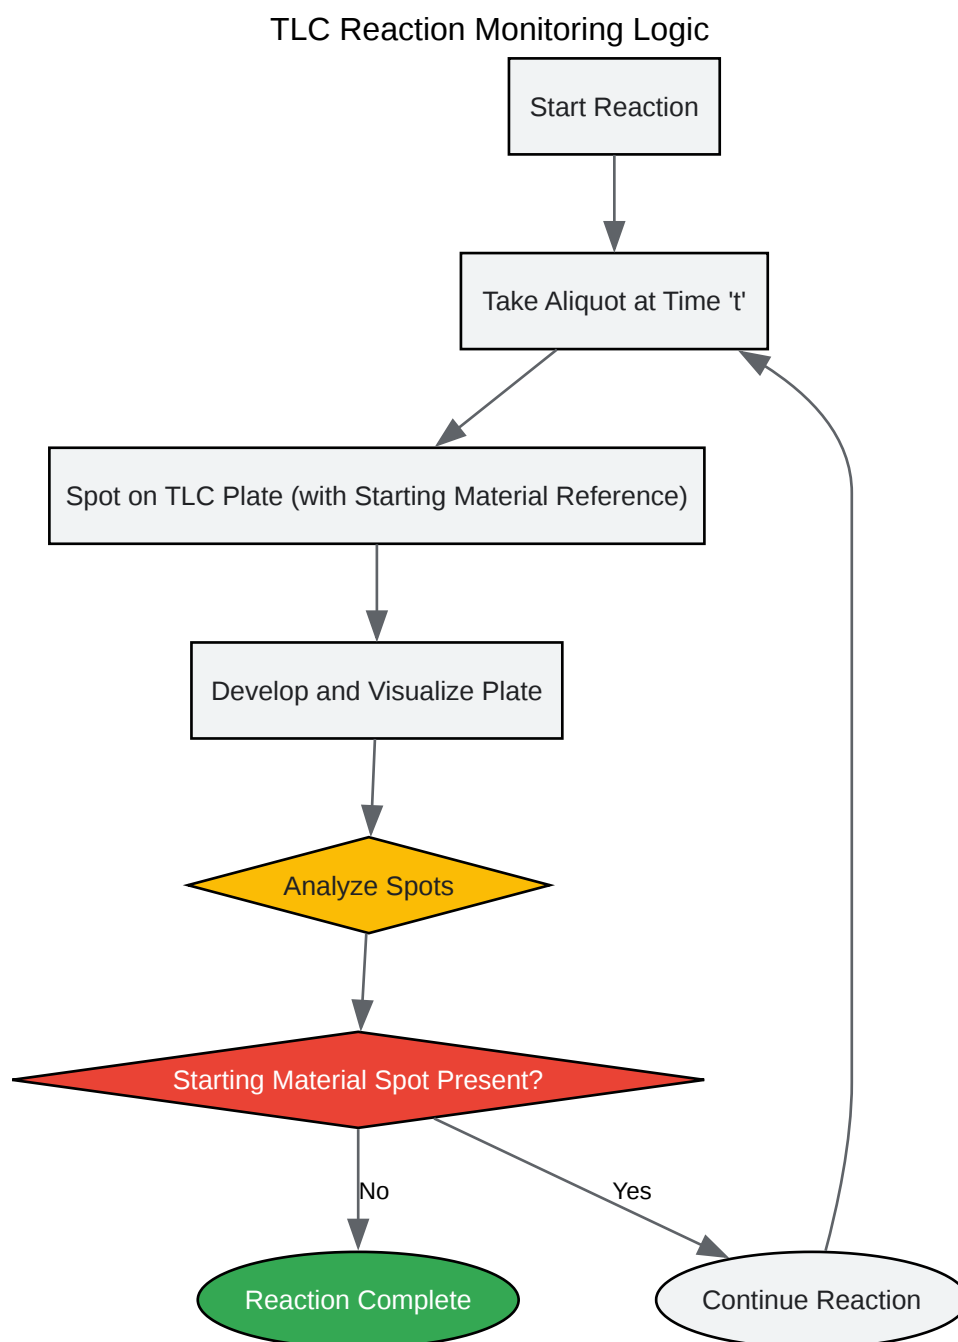 TLC Reaction Monitoring Logic
Start Reaction
Take Aliquot at Time 't'
Spot on TLC Plate (with Starting Material Reference)
Develop and Visualize Plate
Analyze Spots
Starting Material Spot Present?
No
Yes
Reaction Complete
Continue Reaction